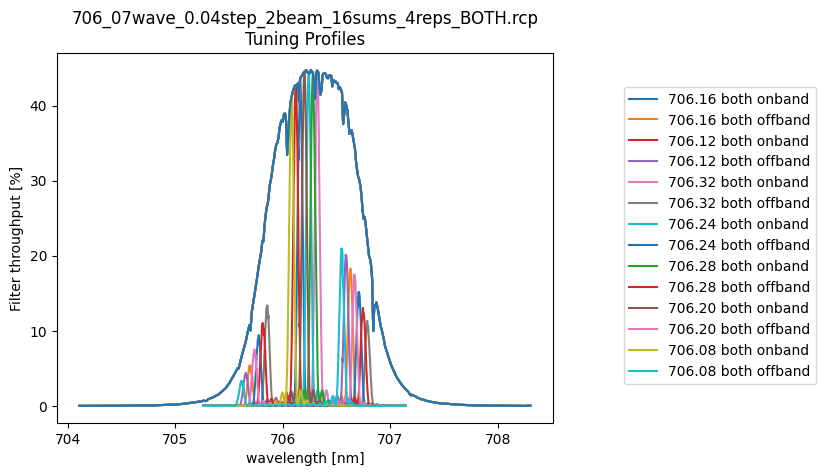 706_07wave_0.04step_2beam_16sums_4reps_BOTH.rcp
Tuning Profiles
Filter throughput [%]
40
30
20
10
0
704
705
706
707
708
wavelength [nm]
706.16 both onband
706.16 both offband
706.12 both onband
706.12 both offband
706.32 both onband
706.32 both offband
706.24 both onband
706.24 both offband
706.28 both onband
706.28 both offband
706.20 both onband
706.20 both offband
706.08 both onband
706.08 both offband